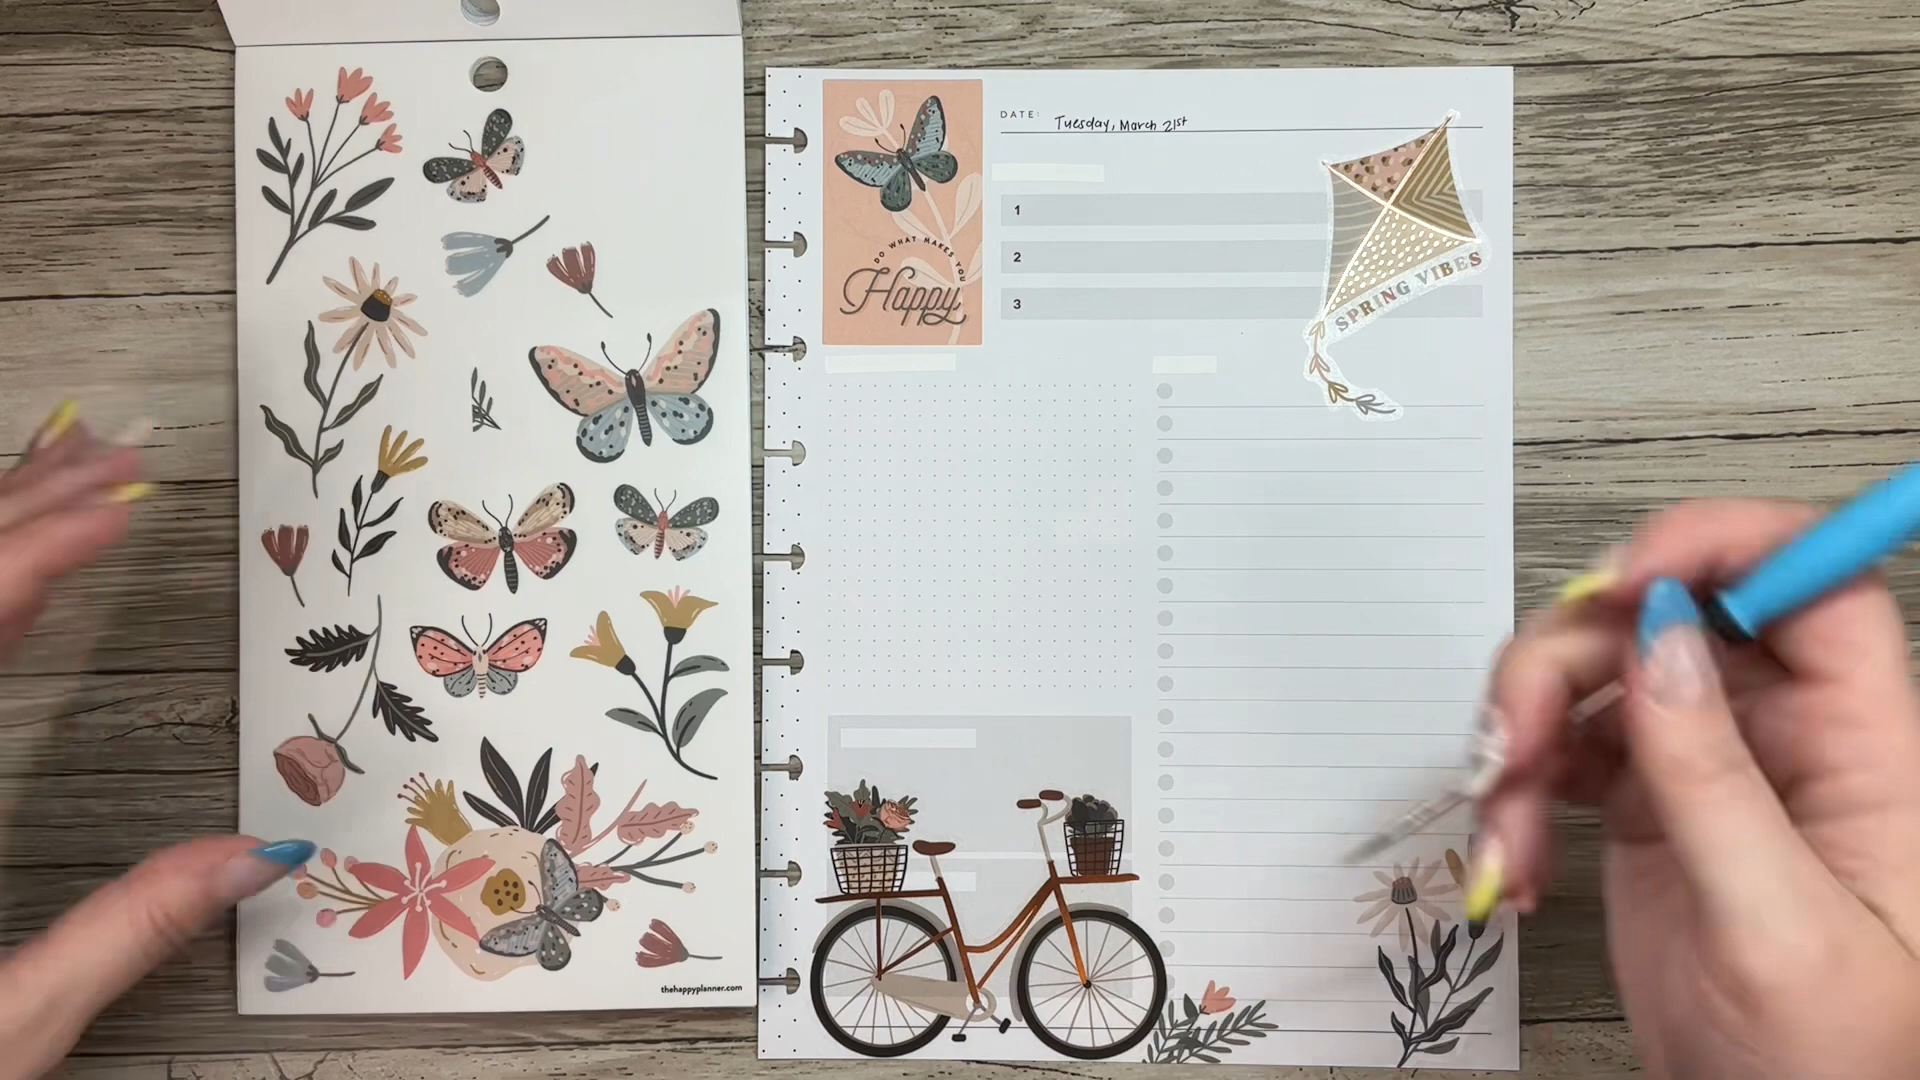 DATE: Tuesday, March 21st
DO WHAT MAKES YOU
Happy
1
2
3
SPRING VIBES
thehappyplanner.com